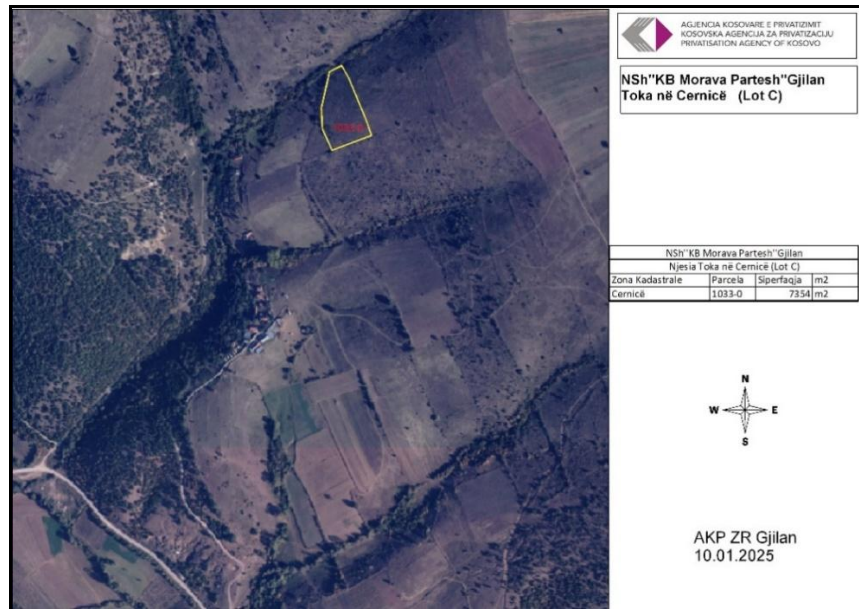 AGJENCIA KOSOVARE E PRIVATIZIMIT
KOSOVSKA AGENCIJA ZA PRIVATIZACIJU
PRIVATISATION AGENCY OF KOSOVO
NSh"KB Morava Partesh"Gjilan
Toka në Cernicë (Lot C)
NSh"KB Morava Partesh"Gjilan
Njesia Toka në Cernicë (Lot C)
Zona Kadastrale Parcela Siperfaqja m2
Cernicë 1033-0 7354 m2
N
W E
S
AKP ZR Gjilan
10.01.2025